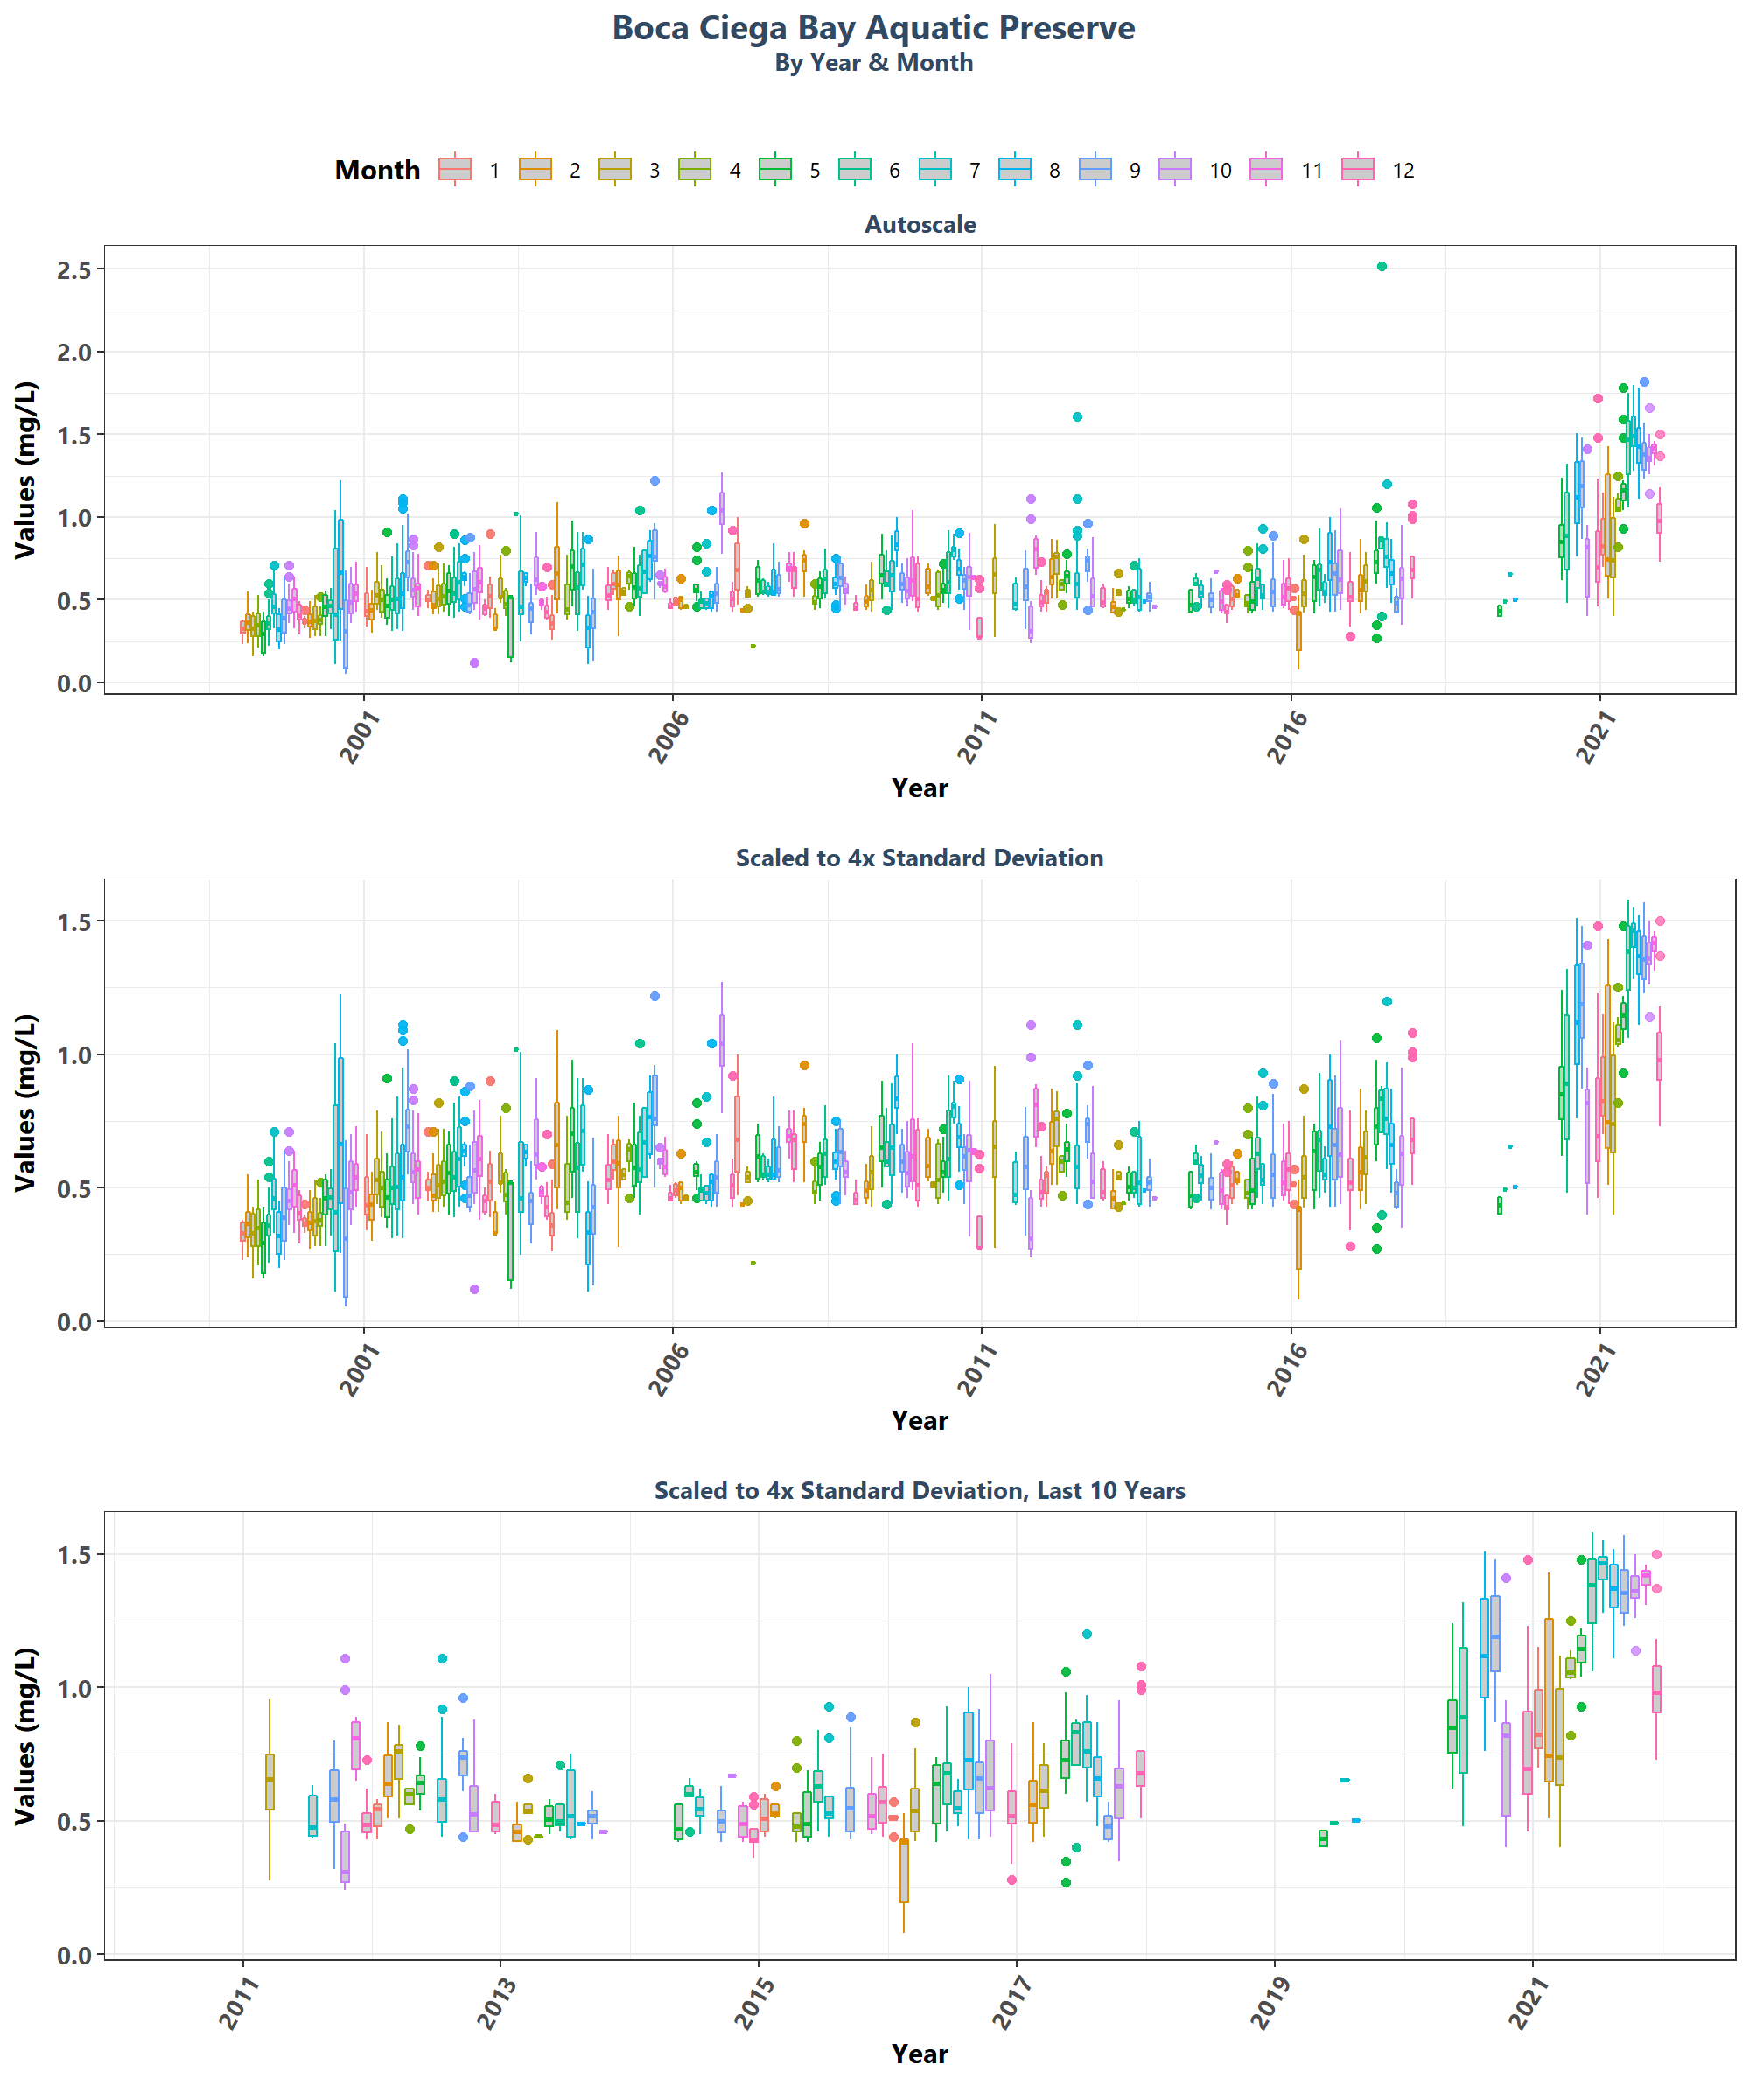 Boca Ciega Bay Aquatic Preserve
By Year & Month
Month 1 2 3 4 5 6 7 8 9 10 11 12
Autoscale
Values (mg/L)
2.5
2.0
1.5
1.0
0.5
0.0
2001 2006 2011 2016 2021
Year
Scaled to 4x Standard Deviation
Values (mg/L)
1.5
1.0
0.5
0.0
2001 2006 2011 2016 2021
Year
Scaled to 4x Standard Deviation, Last 10 Years
Values (mg/L)
1.5
1.0
0.5
0.0
2011 2013 2015 2017 2019 2021
Year